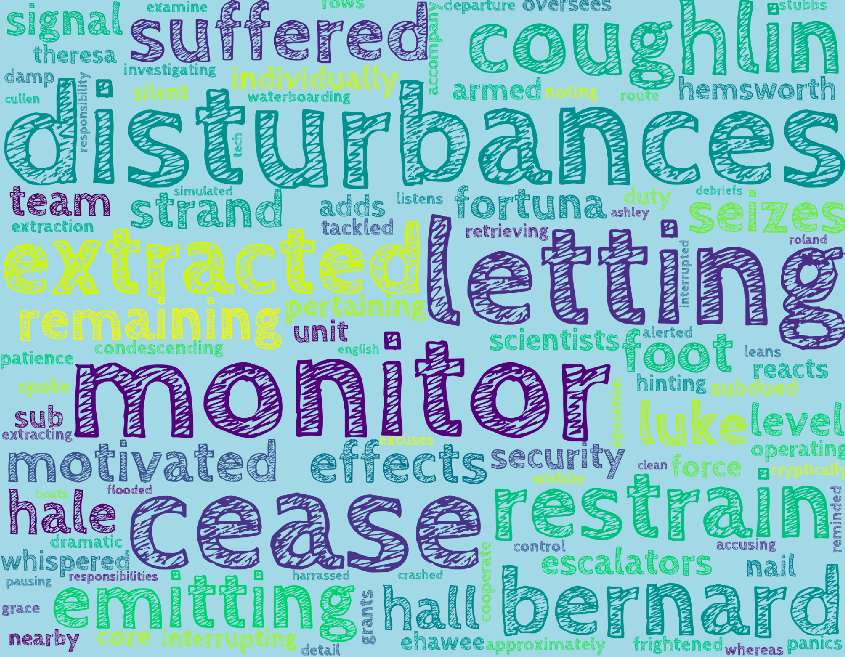 signal
examine
rows
departure
oversees
stubbs
theresa
suffered
accompany
coughlin
damp
investigating
individually
cullen
responsibility
silent
waterboarding
armed
noting
route
hemsworth
disturbances
tech
team
simulated
strand
adds
listens
fortuna
duty
debriefs
seizes
extraction
tackled
ashley
retrieving
roland
extracted
letting
interrupted
remaining
pertaining
unit
condescending
english
scientists
alerted
foot
leans
patience
monitor
reacts
spoke
hinting
subdued
sub
luke
level
extracting
excuses
operation
operating
motivated
effects
security
wielder
clean
force
cryptically
boats
flooded
hale
cease
restrain
reminded
dramatic
control
accusing
whispered
escalators
nail
pausing
responsibilities
harrassed
crashed
cooperate
grace
emitting
grants
hall
bernard
nearby
core
interrupting
detail
ehawee
approximately
frightened
whereas
panics